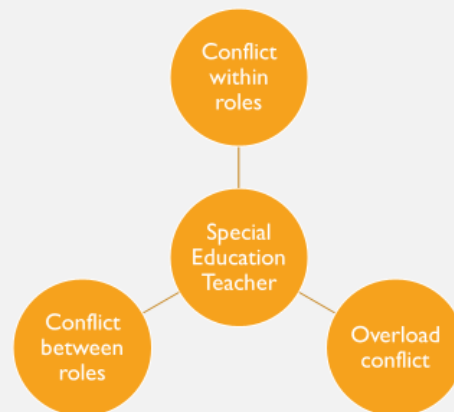 Conflict
within
roles
Special
Education
Teacher
Conflict
between
roles
Overload
conflict